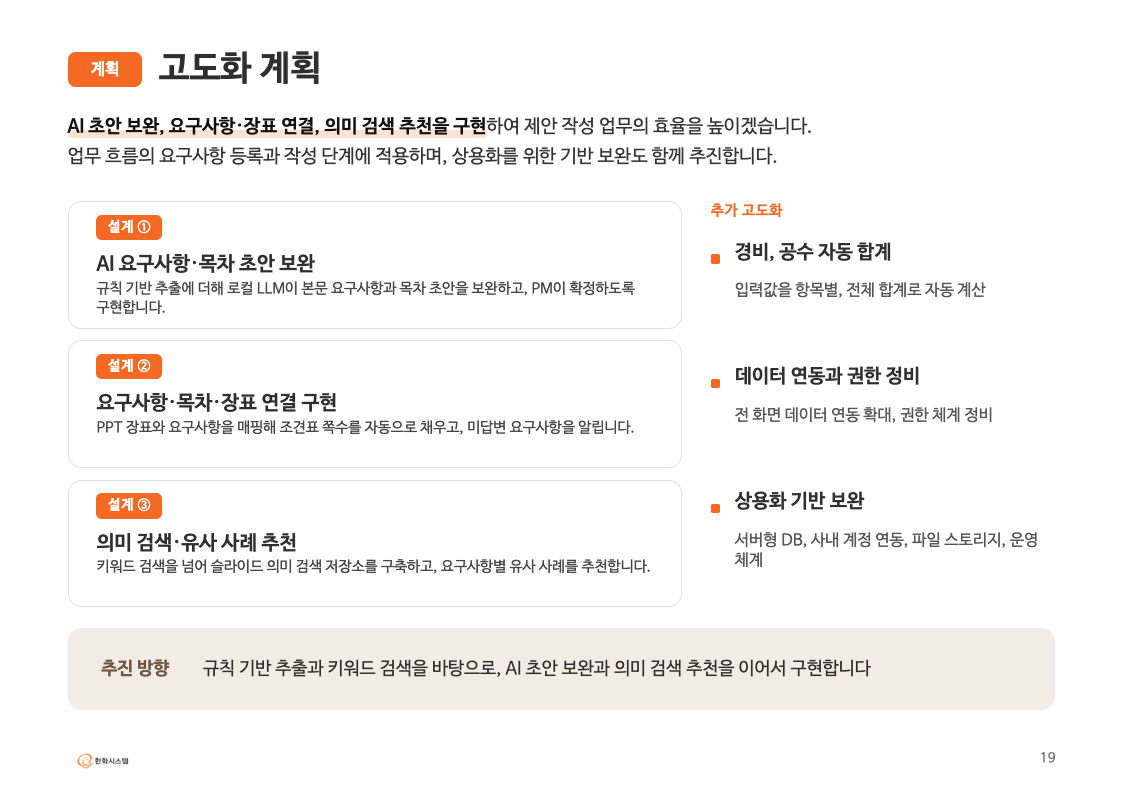 계획
고도화 계획
AI 초안 보완, 요구사항·장표 연결, 의미 검색 추천을 구현하여 제안 작성 업무의 효율을 높이겠습니다.
업무 흐름의 요구사항 등록과 작성 단계에 적용하며, 상용화를 위한 기반 보완도 함께 추진합니다.
설계 ①
AI 요구사항·목차 초안 보완
규칙 기반 추출에 더해 로컬 LLM이 본문 요구사항과 목차 초안을 보완하고, PM이 확정하도록
구현합니다.
설계 ②
요구사항·목차·장표 연결 구현
PPT 장표와 요구사항을 매핑해 조견표 쪽수를 자동으로 채우고, 미답변 요구사항을 알립니다.
설계 ③
의미 검색·유사 사례 추천
키워드 검색을 넘어 슬라이드 의미 검색 저장소를 구축하고, 요구사항별 유사 사례를 추천합니다.
추가 고도화
경비, 공수 자동 합계
입력값을 항목별, 전체 합계로 자동 계산
데이터 연동과 권한 정비
전 화면 데이터 연동 확대, 권한 체계 정비
상용화 기반 보완
서버형 DB, 사내 계정 연동, 파일 스토리지, 운영
체계
추진 방향
규칙 기반 추출과 키워드 검색을 바탕으로, AI 초안 보완과 의미 검색 추천을 이어서 구현합니다
한화시스템
19